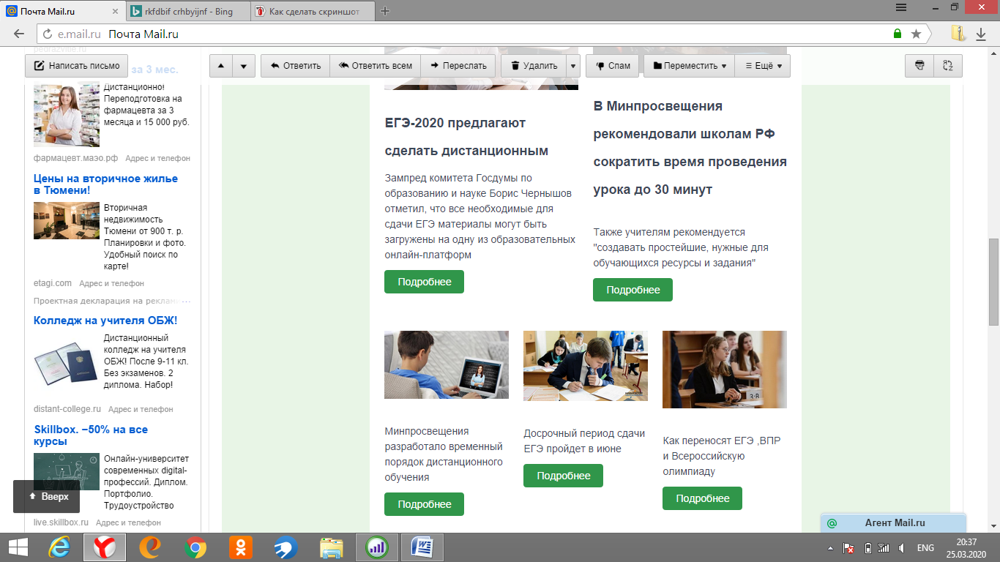 Почта Mail.ru
rkfdbif crhbyijnf - Bing
Как сделать скриншот
e.mail.ru Почта Mail.ru
pedrazvitie.ru
Написать письмо
Ответить
Ответить всем
Переслать
Удалить
Спам
Переместить
Ещё
за 3 мес.
Дистанционно!
Переподготовка на
фармацевта за 3
месяца и 15 000 руб.
фармацевт.маэо.рф Адрес и телефон
Цены на вторичное жилье
в Тюмени!
Вторичная
недвижимость
Тюмени от 900 т. р.
Планировки и фото.
Удобный поиск по
карте!
etagi.com Адрес и телефон
Проектная декларация на реклам ...
Колледж на учителя ОБЖ!
Дистанционный
колледж на учителя
ОБЖ! После 9-11 кл.
Без экзаменов. 2
диплома. Набор!
distant-college.ru Адрес и телефон
Skillbox. −50% на все
курсы
Онлайн-университет
современных digital-
профессий. Диплом.
Портфолио.
Трудоустройство
Вверх
live.skillbox.ru Адрес и телефон
ЕГЭ-2020 предлагают
сделать дистанционным
Зампред комитета Госдумы по
образованию и науке Борис Чернышов
отметил, что все необходимые для
сдачи ЕГЭ материалы могут быть
загружены на одну из образовательных
онлайн-платформ
Подробнее
В Минпросвещения
рекомендовали школам РФ
сократить время проведения
урока до 30 минут
Также учителям рекомендуется
"создавать простейшие, нужные для
обучающихся ресурсы и задания"
Подробнее
Минпросвещения
разработало временный
порядок дистанционного
обучения
Подробнее
Досрочный период сдачи
ЕГЭ пройдет в июне
Подробнее
Как переносят ЕГЭ ,ВПР
и Всероссийскую
олимпиаду
Подробнее
Агент Mail.ru
ENG
20:37
25.03.2020